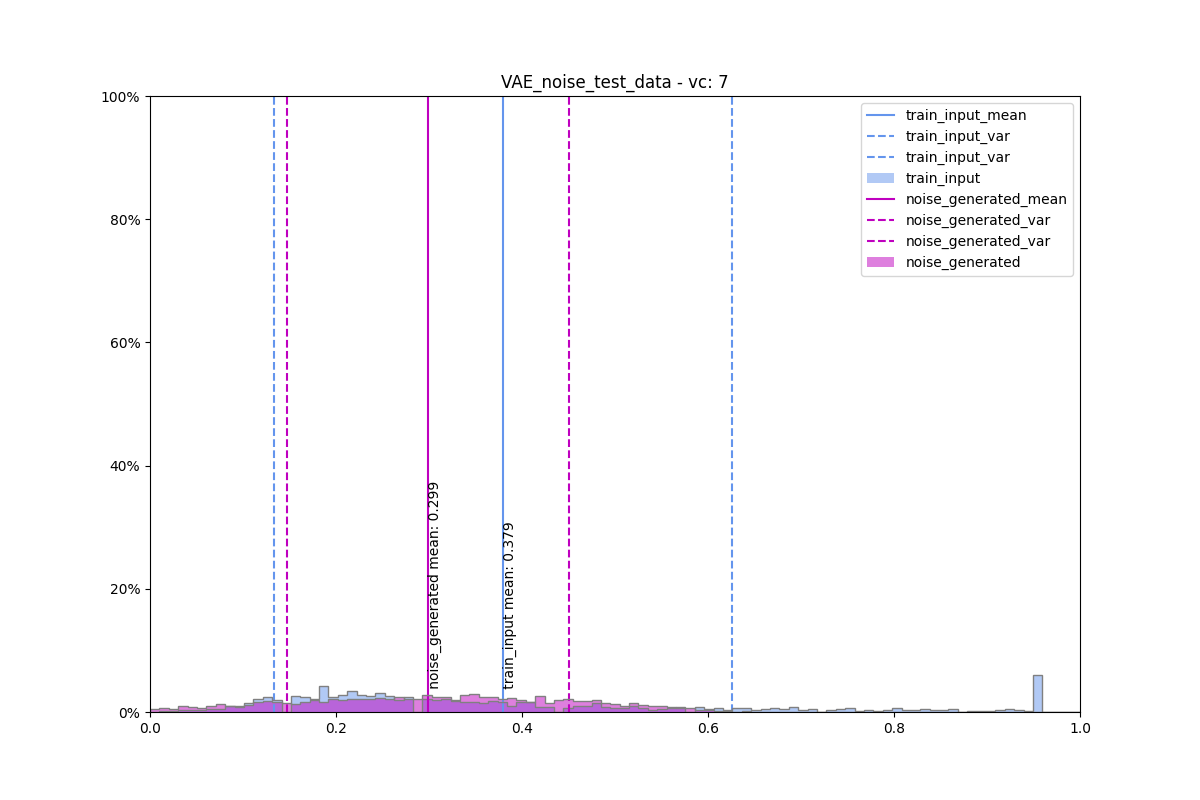 VAE_noise_test_data - vc: 7
100%
80%
60%
40%
20%
0%
train_input_mean
train_input_var
train_input_var
train_input
noise_generated_mean
noise_generated_var
noise_generated_var
noise_generated
noise_generated mean: 0.299
train_input mean: 0.379
0.0
0.2
0.4
0.6
0.8
1.0